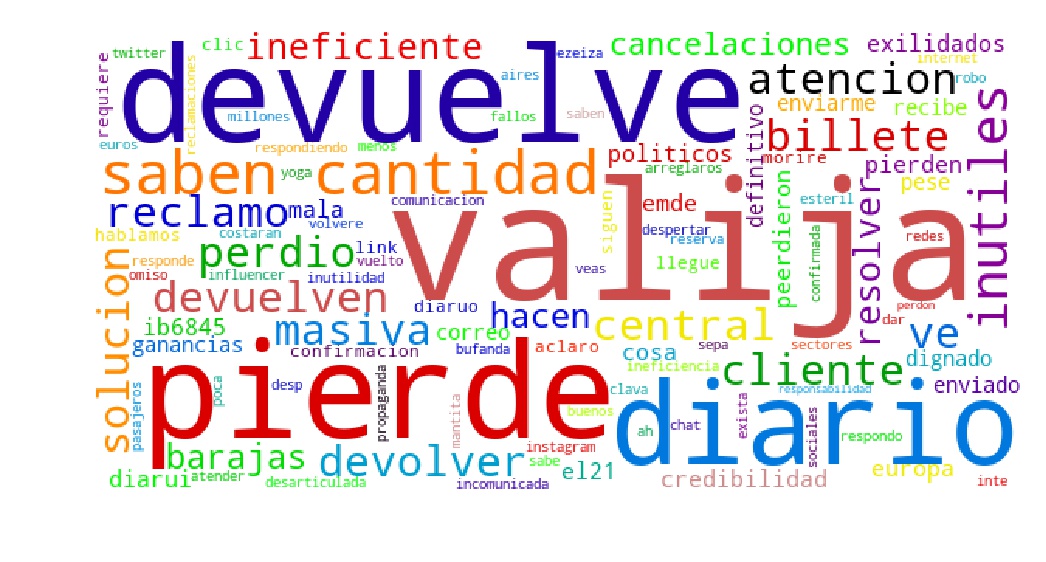 twitter
clic
ineficiente
ezeiza
cancelaciones
exilidados
internet
requiere
reclamaciones
devuelve
aires
atencion
robo
millones
fallos
saben
enviarme
recibe
inutiles
euros
respondiendo
menos
definitivo
billete
saben
yoga
cantidad
politicos
morire
arreglaros
pierden
pese
reclamo
mala
volvere
comunicacion
valija
siguen
emde
peerdieron
esteril
resolver
hablamos
costaran
despertar
reserva
redes
perdio
link
vuelto
responde
omiso
influencer
inutilidad
veas
llegue
confirmada
solucion
devuelven
diaruo
hacen
central
perdon
dar
ve
ib6845
masiva
correo
ganancias
confirmacion
bufanda
aclaro
cosa
sepa
sectores
dignado
ineficiencia
cliente
enviado
pierde
pasajeros
poca
desp
propaganda
mantita
clava
buenos
diario
responsabilidad
exista
ah
chat
sociales
respondo
barajas
devolver
instagram
sabe
el21
europa
diarui
atender
desarticulada
incomunicada
credibilidad
inte